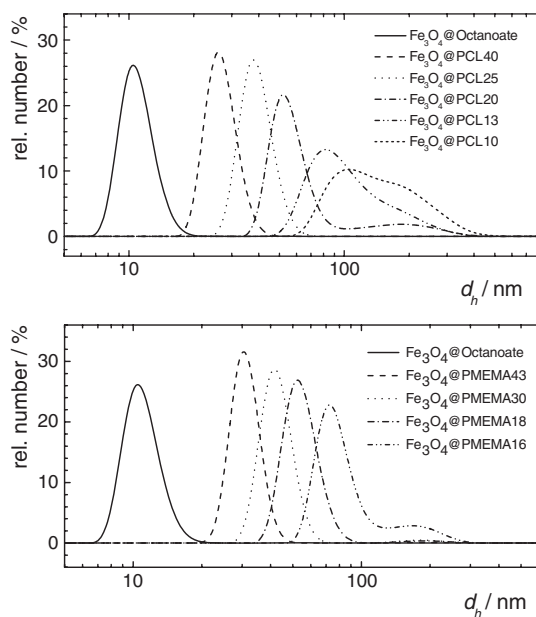 rel. number / %
30
20
10
0
Fe₃O₄@Octanoate
Fe₃O₄@PCL40
Fe₃O₄@PCL25
Fe₃O₄@PCL20
Fe₃O₄@PCL13
Fe₃O₄@PCL10
10 100
d_h / nm
rel. number / %
30
20
10
0
Fe₃O₄@Octanoate
Fe₃O₄@PMEMA43
Fe₃O₄@PMEMA30
Fe₃O₄@PMEMA18
Fe₃O₄@PMEMA16
10 100
d_h / nm